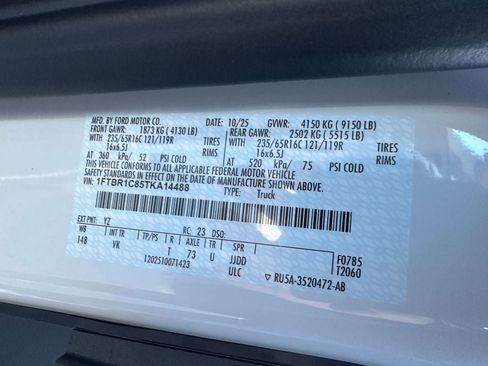 MFD. BY FORD MOTOR CO. DATE: 10/25 GVWR: 4150 KG ( 9150 LB)
FRONT GAWR: 1873 KG ( 4130 LB) REAR GAWR: 2502 KG ( 5515 LB)
WITH 235/65R16C 121/119R TIRES WITH 235/65R16C 121/119R TIRES
16x6.5J RIMS 16x6.5J RIMS
AT 360 kPa/ 52 PSI COLD AT 520 kPa/ 75 PSI COLD
THIS VEHICLE CONFORMS TO ALL APPLICABLE FEDERAL MOTOR VEHICLE
SAFETY STANDARDS IN EFFECT ON THE DATE OF MANUFACTURE SHOWN ABOVE.
VIN: 1FTBR1C85TKA14488 TYPE: Truck
EXT PNT: YZ RC: 23 DSO:
WB INT TR TP/PS R AXLE TR SPR F0785
148 VK T 73 U JJDD T2060
1202510071423 ULC RU5A-3520472-AB